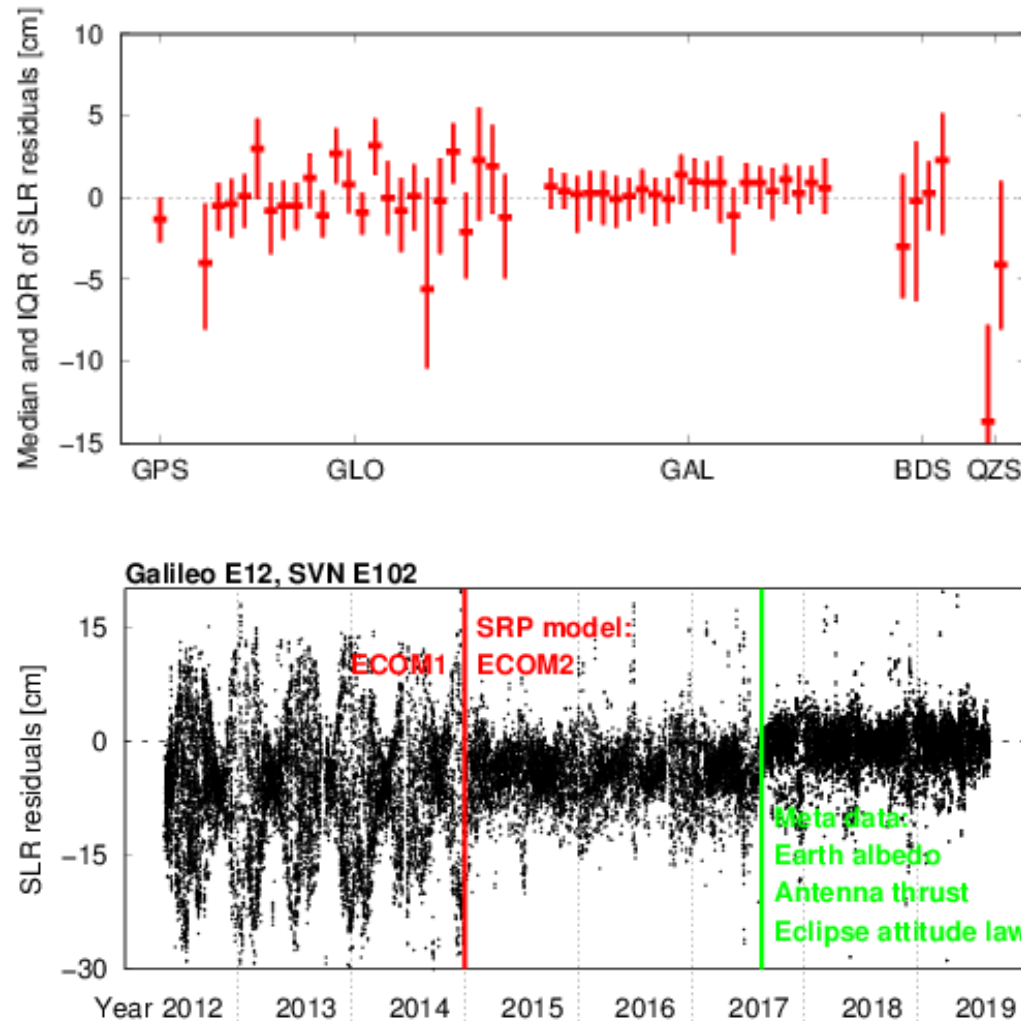 Median and IQR of SLR residuals [cm]
10
5
0
−5
−10
−15
GPS GLO GAL BDS QZS
Galileo E12, SVN E102
SLR residuals [cm]
15
0
−15
−30
SRP model:
ECOM1 ECOM2
Meta data:
Earth albedo
Antenna thrust
Eclipse attitude law
Year 2012 2013 2014 2015 2016 2017 2018 2019